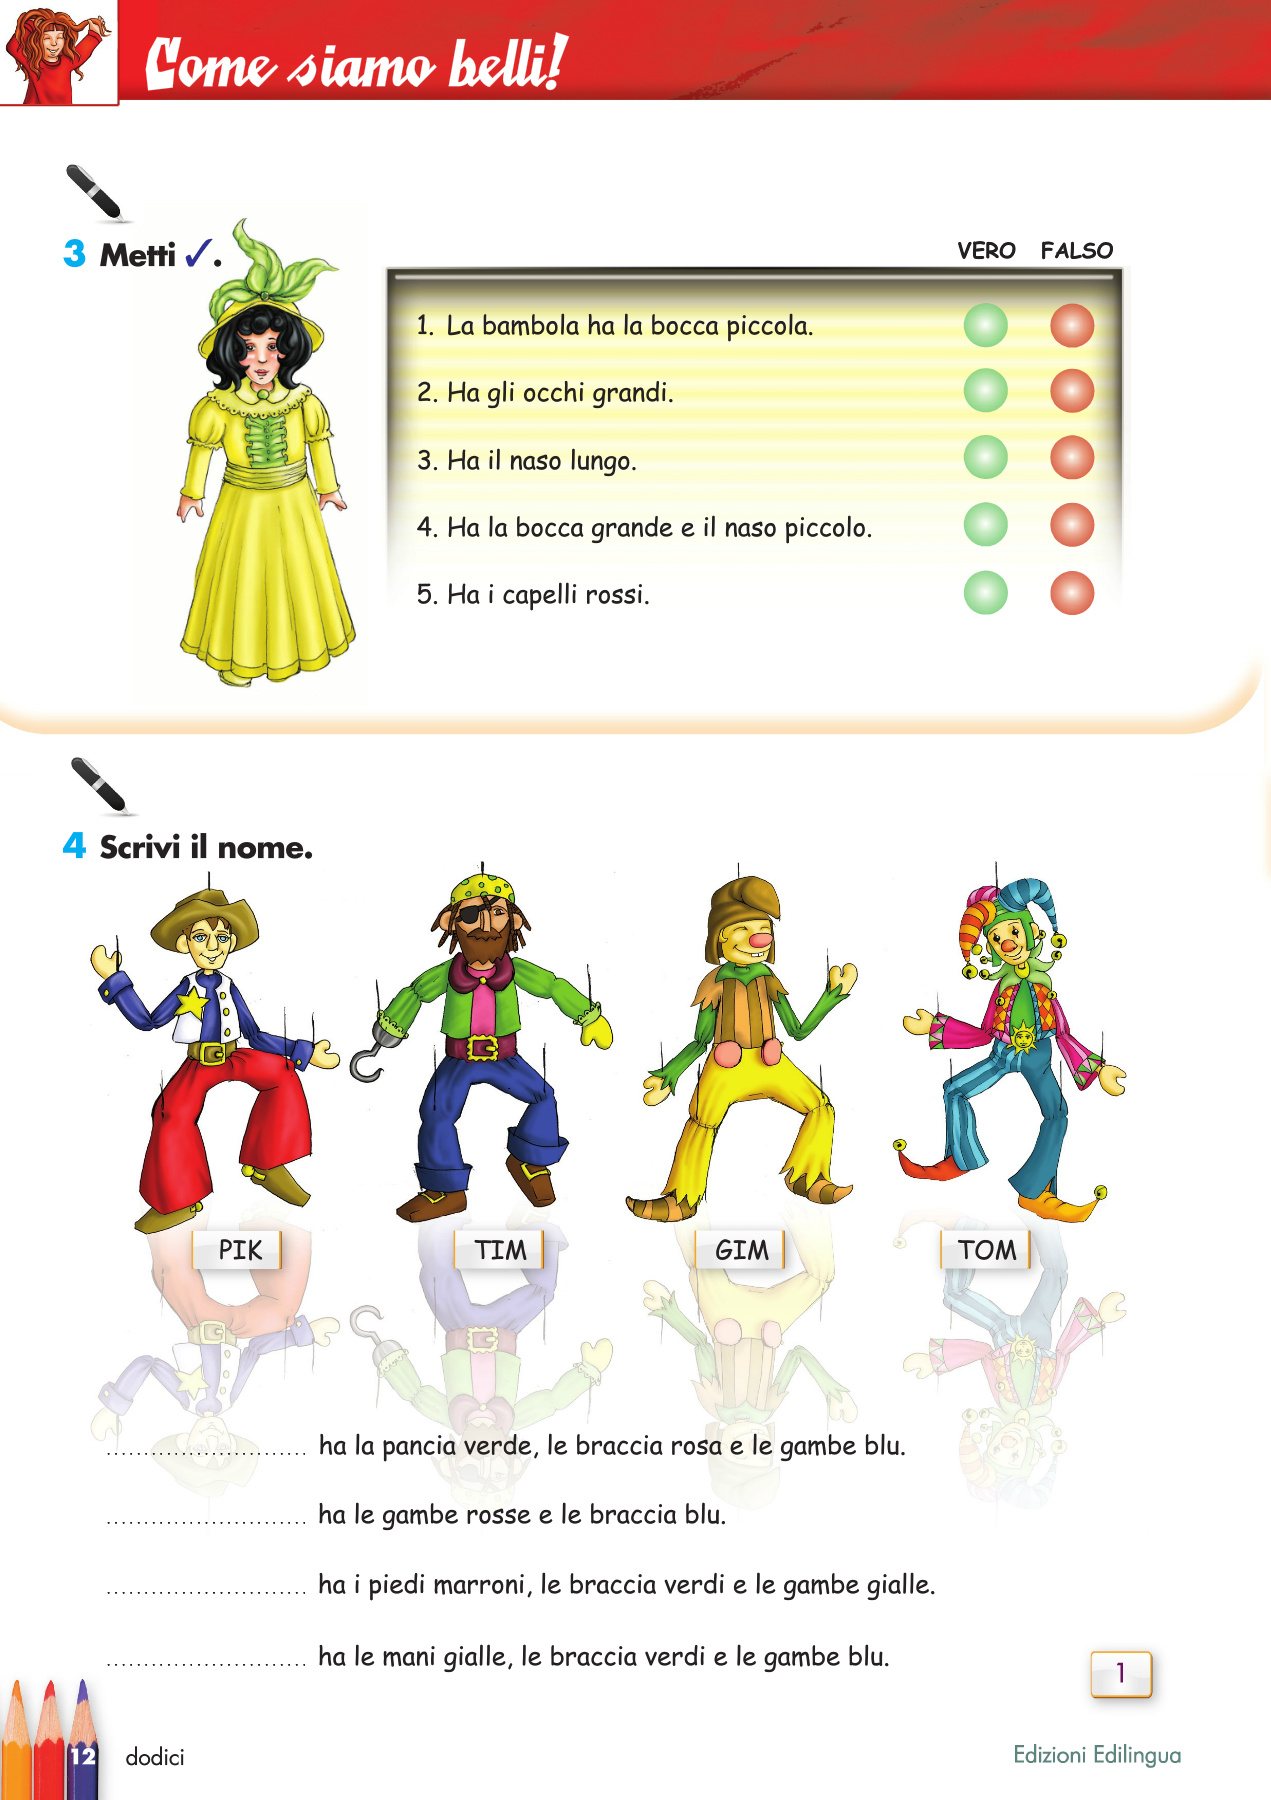 Come siamo belli!
3 Metti ✓.
VERO FALSO
1. La bambola ha la bocca piccola.
2. Ha gli occhi grandi.
3. Ha il naso lungo.
4. Ha la bocca grande e il naso piccolo.
5. Ha i capelli rossi.
4 Scrivi il nome.
PIK TIM GIM TOM
........................... ha la pancia verde, le braccia rosa e le gambe blu.
........................... ha le gambe rosse e le braccia blu.
........................... ha i piedi marroni, le braccia verdi e le gambe gialle.
........................... ha le mani gialle, le braccia verdi e le gambe blu.
1
12 dodici
Edizioni Edilingua